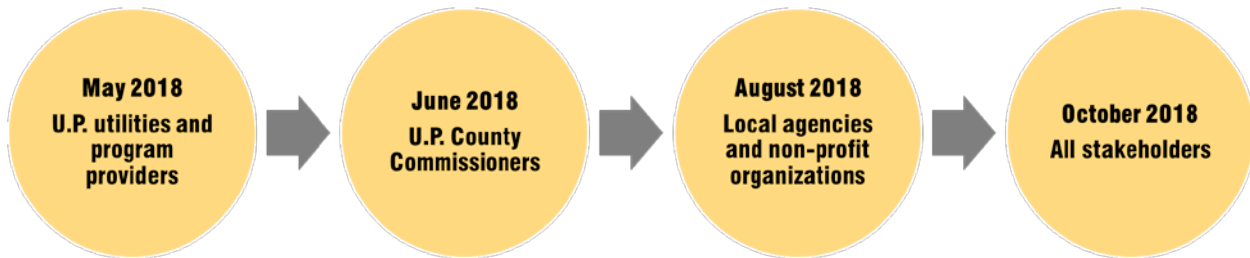 May 2018
U.P. utilities and
program
providers
June 2018
U.P. County
Commissioners
August 2018
Local agencies
and non-profit
organizations
October 2018
All stakeholders